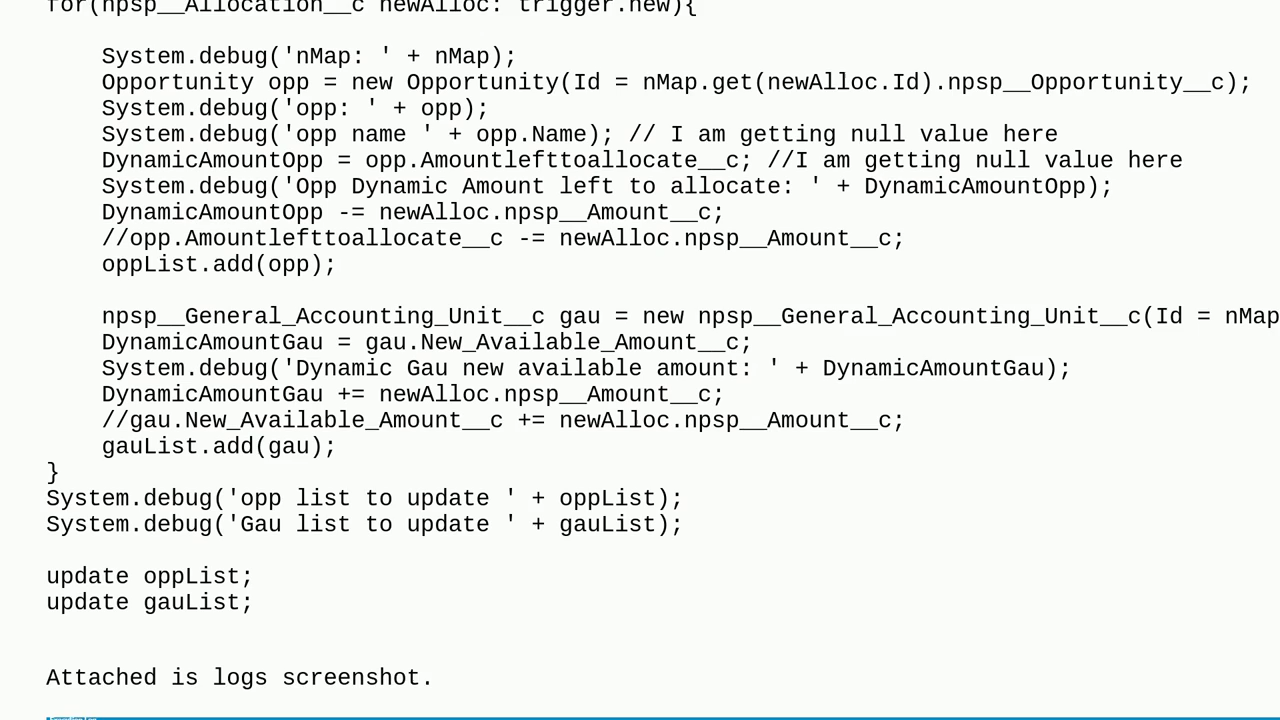 for(npsp__Allocation__c newAlloc: trigger.new){
System.debug('nMap: ' + nMap);
Opportunity opp = new Opportunity(Id = nMap.get(newAlloc.Id).npsp__Opportunity__c);
System.debug('opp: ' + opp);
System.debug('opp name ' + opp.Name); // I am getting null value here
DynamicAmountOpp = opp.Amountlefttoallocate__c; //I am getting null value here
System.debug('Opp Dynamic Amount left to allocate: ' + DynamicAmountOpp);
DynamicAmountOpp -= newAlloc.npsp__Amount__c;
//opp.Amountlefttoallocate__c -= newAlloc.npsp__Amount__c;
oppList.add(opp);
npsp__General_Accounting_Unit__c gau = new npsp__General_Accounting_Unit__c(Id = nMap
DynamicAmountGau = gau.New_Available_Amount__c;
System.debug('Dynamic Gau new available amount: ' + DynamicAmountGau);
DynamicAmountGau += newAlloc.npsp__Amount__c;
//gau.New_Available_Amount__c += newAlloc.npsp__Amount__c;
gauList.add(gau);
}
System.debug('opp list to update ' + oppList);
System.debug('Gau list to update ' + gauList);
update oppList;
update gauList;
Attached is logs screenshot.